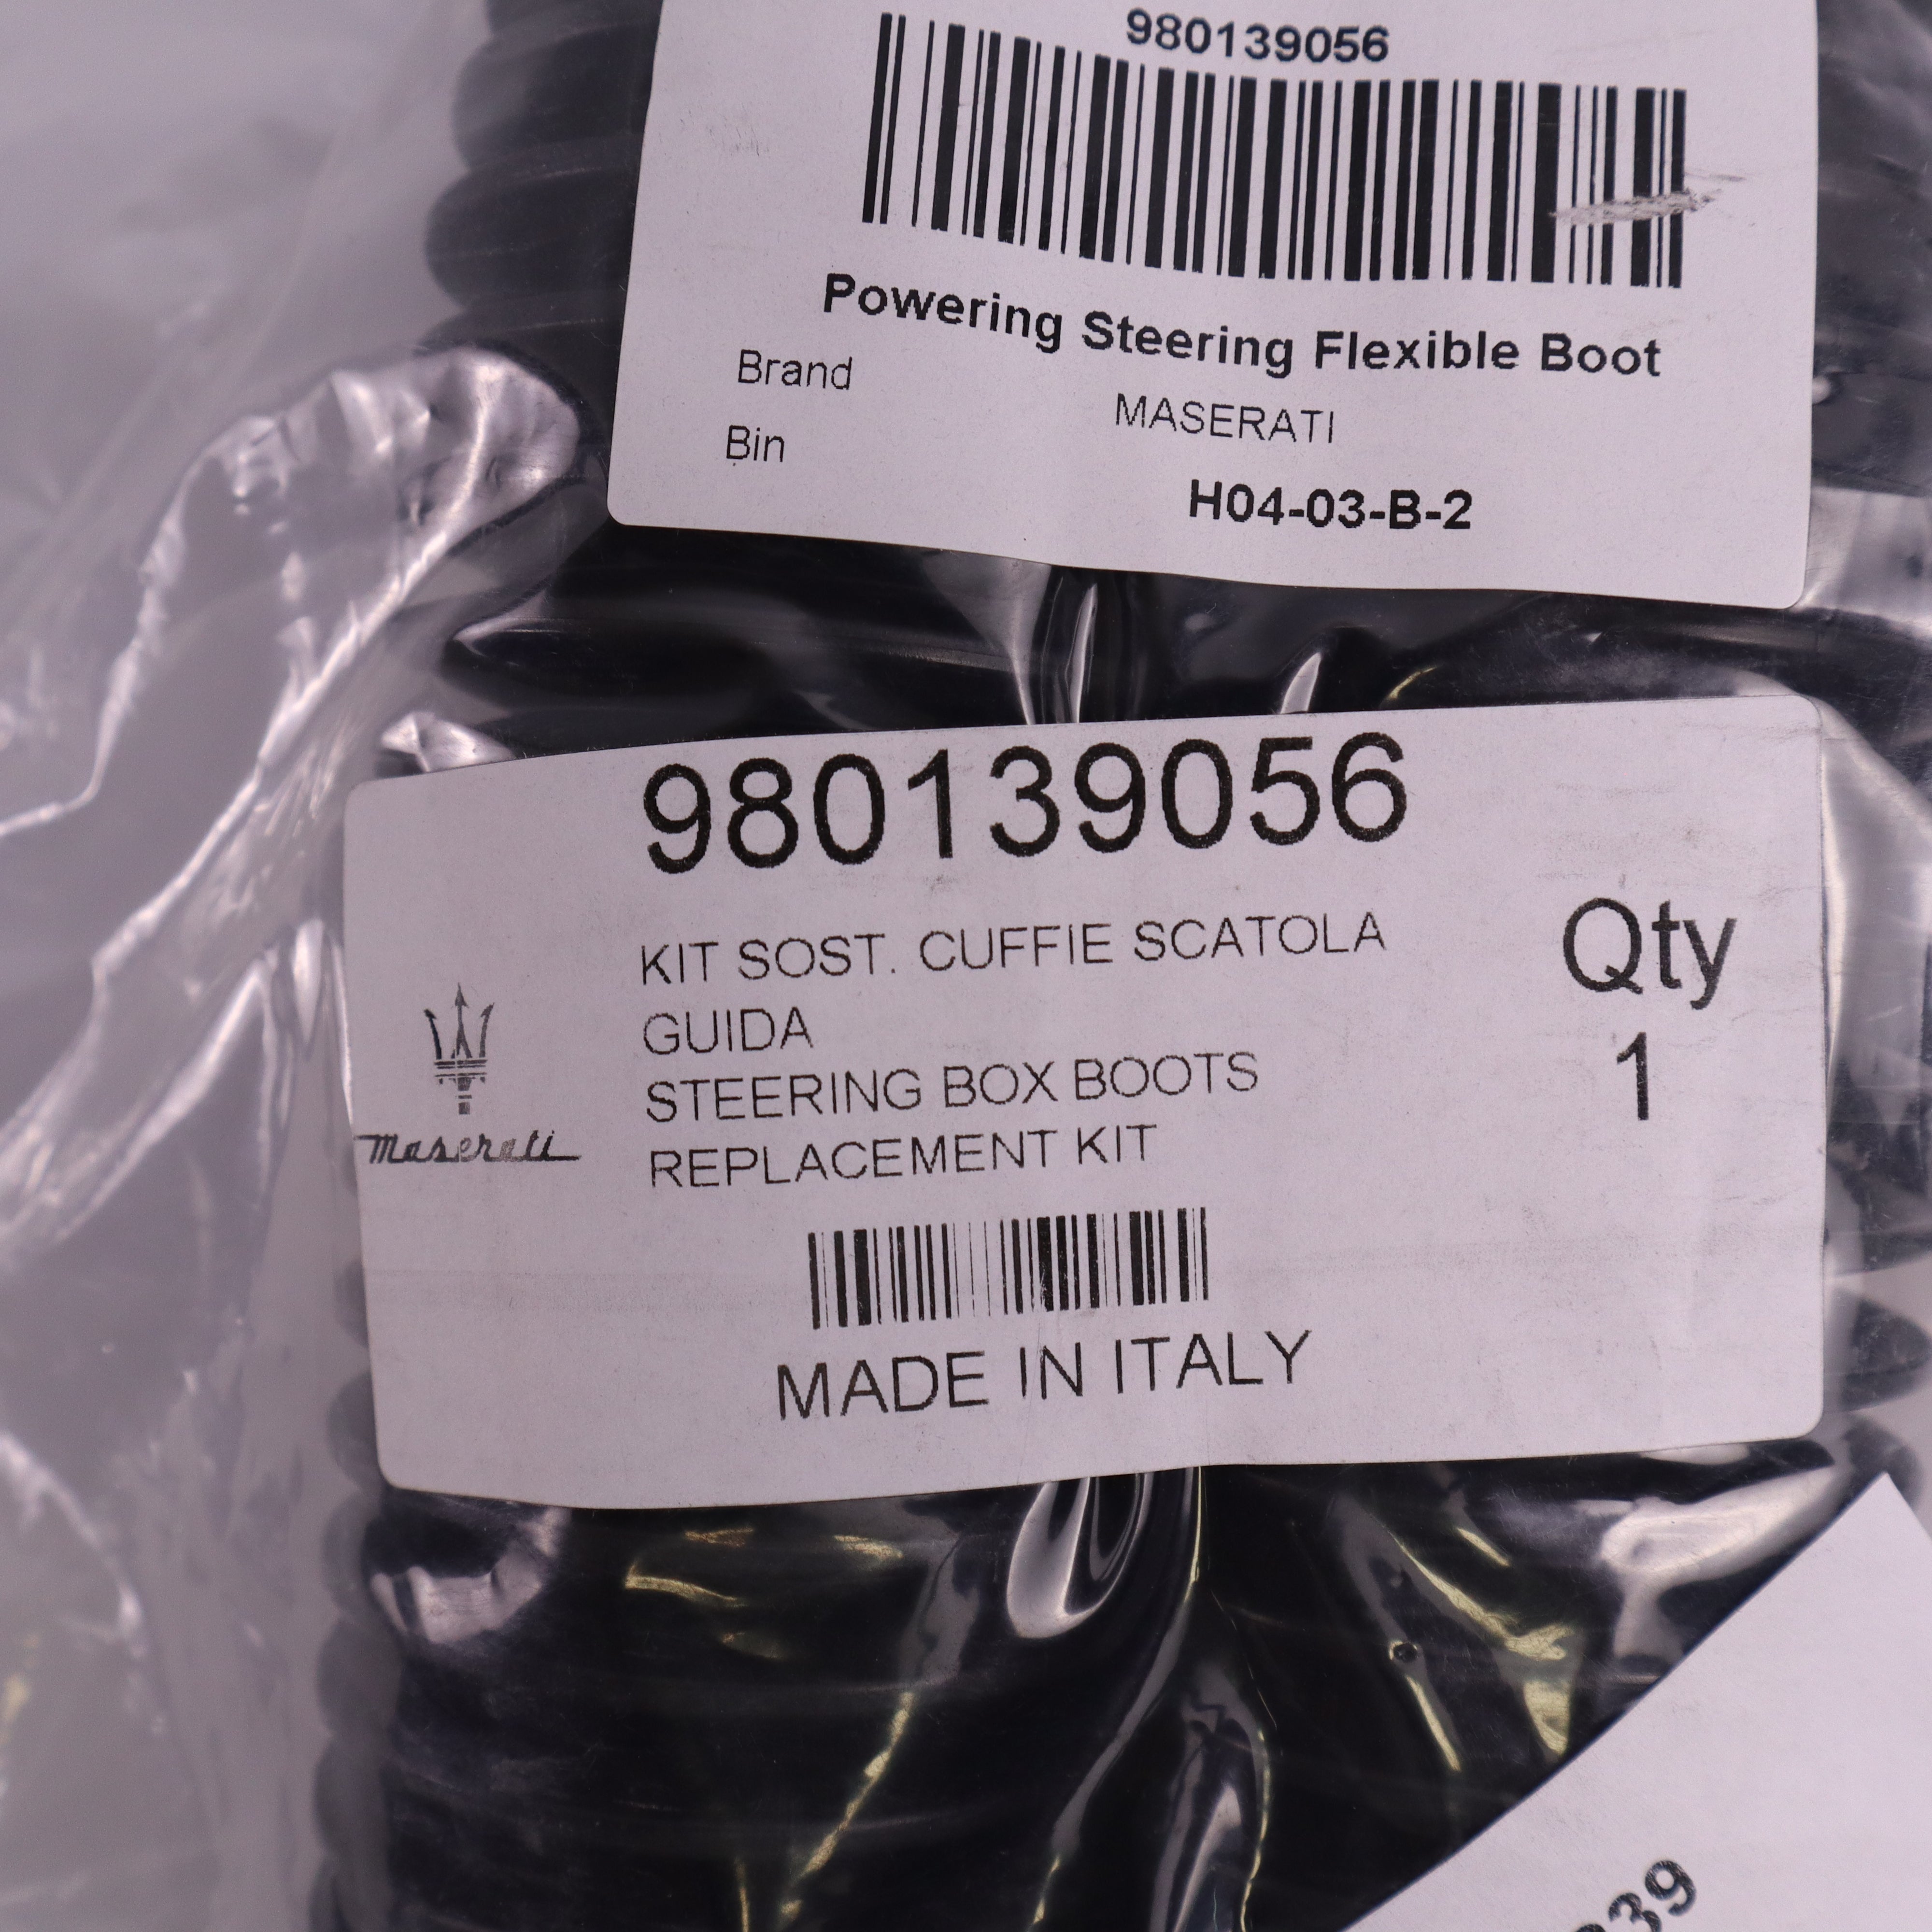 980139056
Powering Steering Flexible Boot
Brand
MASERATI
Bin
H04-03-B-2
980139056
KIT SOST. CUFFIE SCATOLA
GUIDA
STEERING BOX BOOTS
REPLACEMENT KIT
Qty
1
Maserati
MADE IN ITALY
39